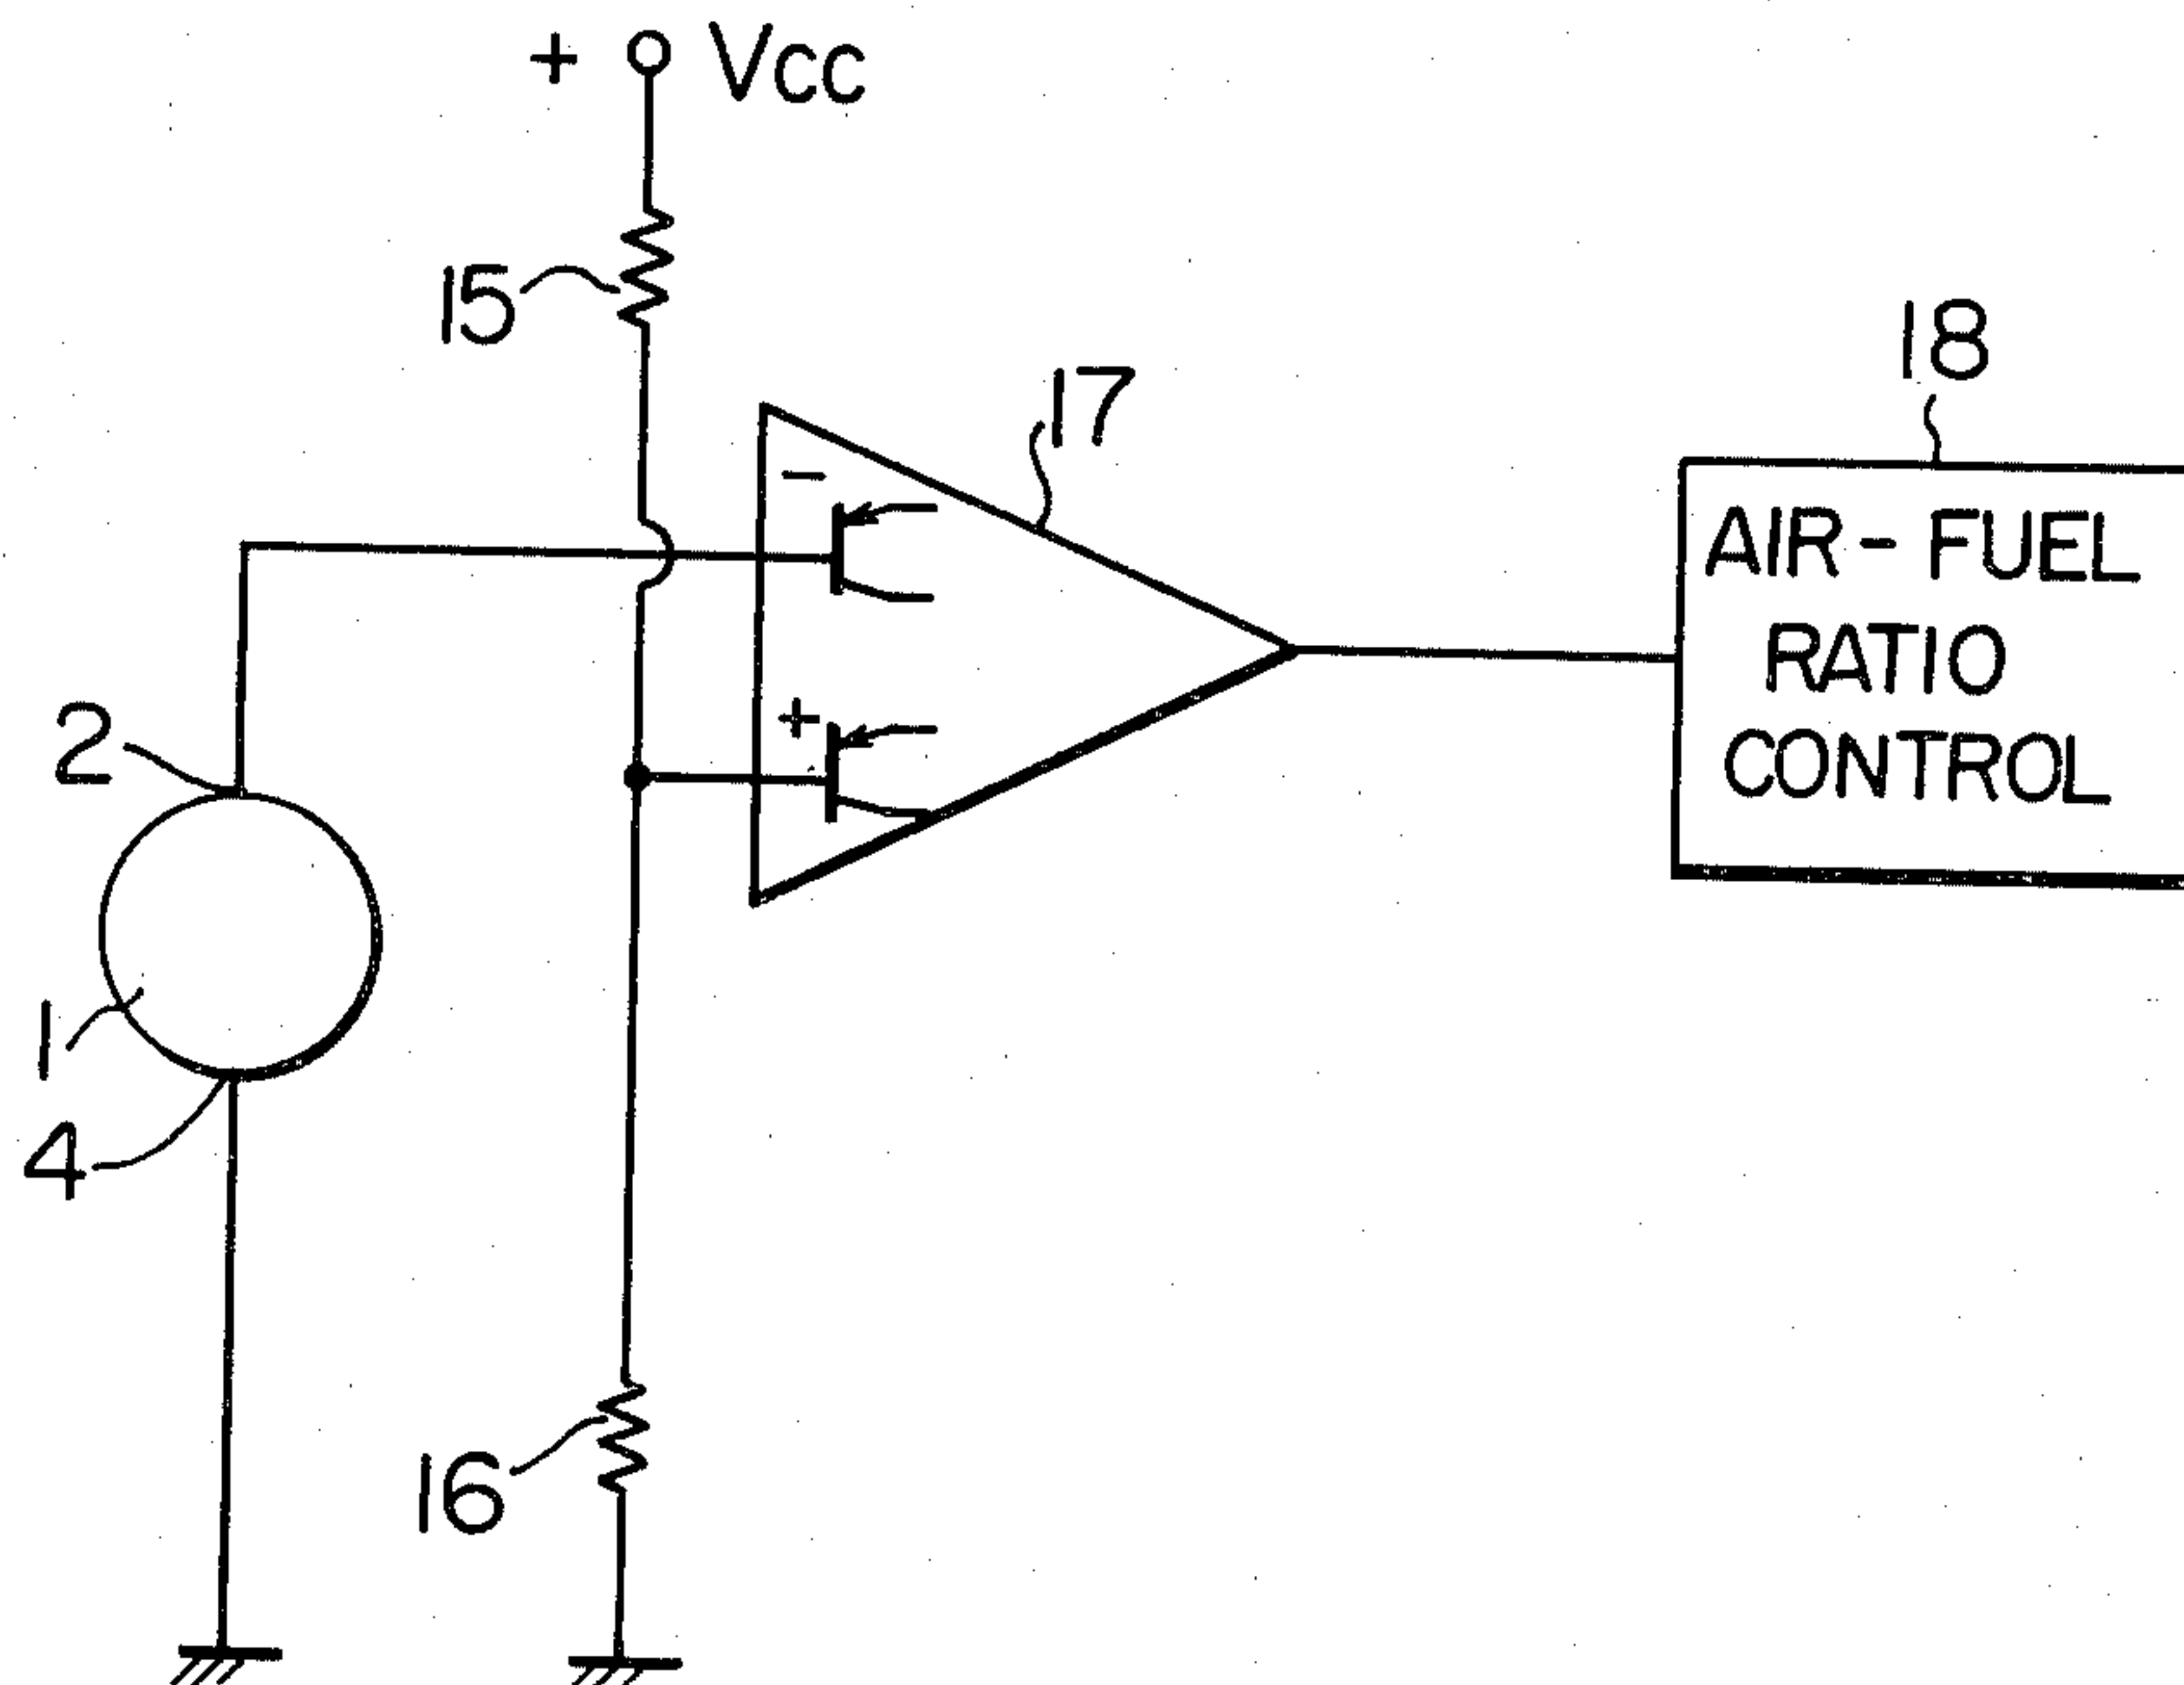 + Vcc
15
17
18
-
AIR-FUEL
RATIO
CONTROL
+
2
1
4
16